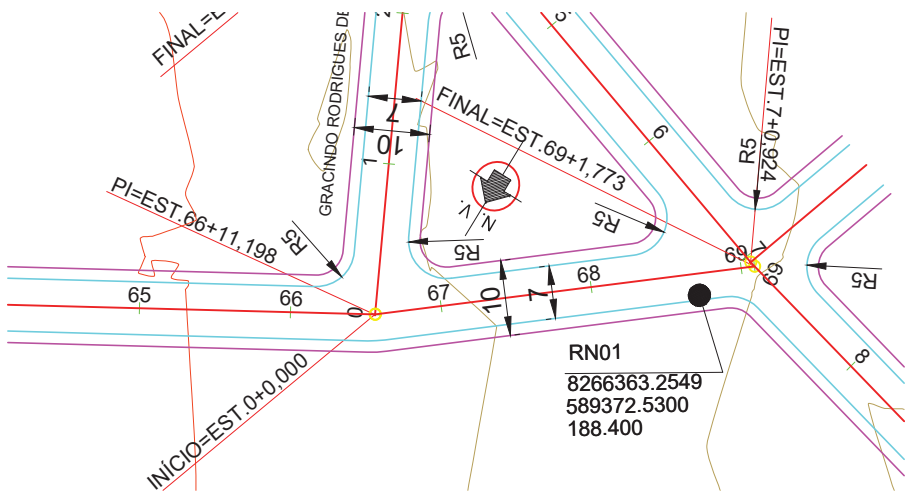 FINAL=E
GRACINDO RODRIGUES DE
R5
2
7
10
1
FINAL=EST.69+1,773
N.V.
R5
R5
PI=EST.66+11,198
R5
65
66
0
67
68
10
7
INÍCIO=EST.0+0,000
6
R5
PI=EST.7+0,924
69
7
69
R5
8
RN01
8266363.2549
589372.5300
188.400